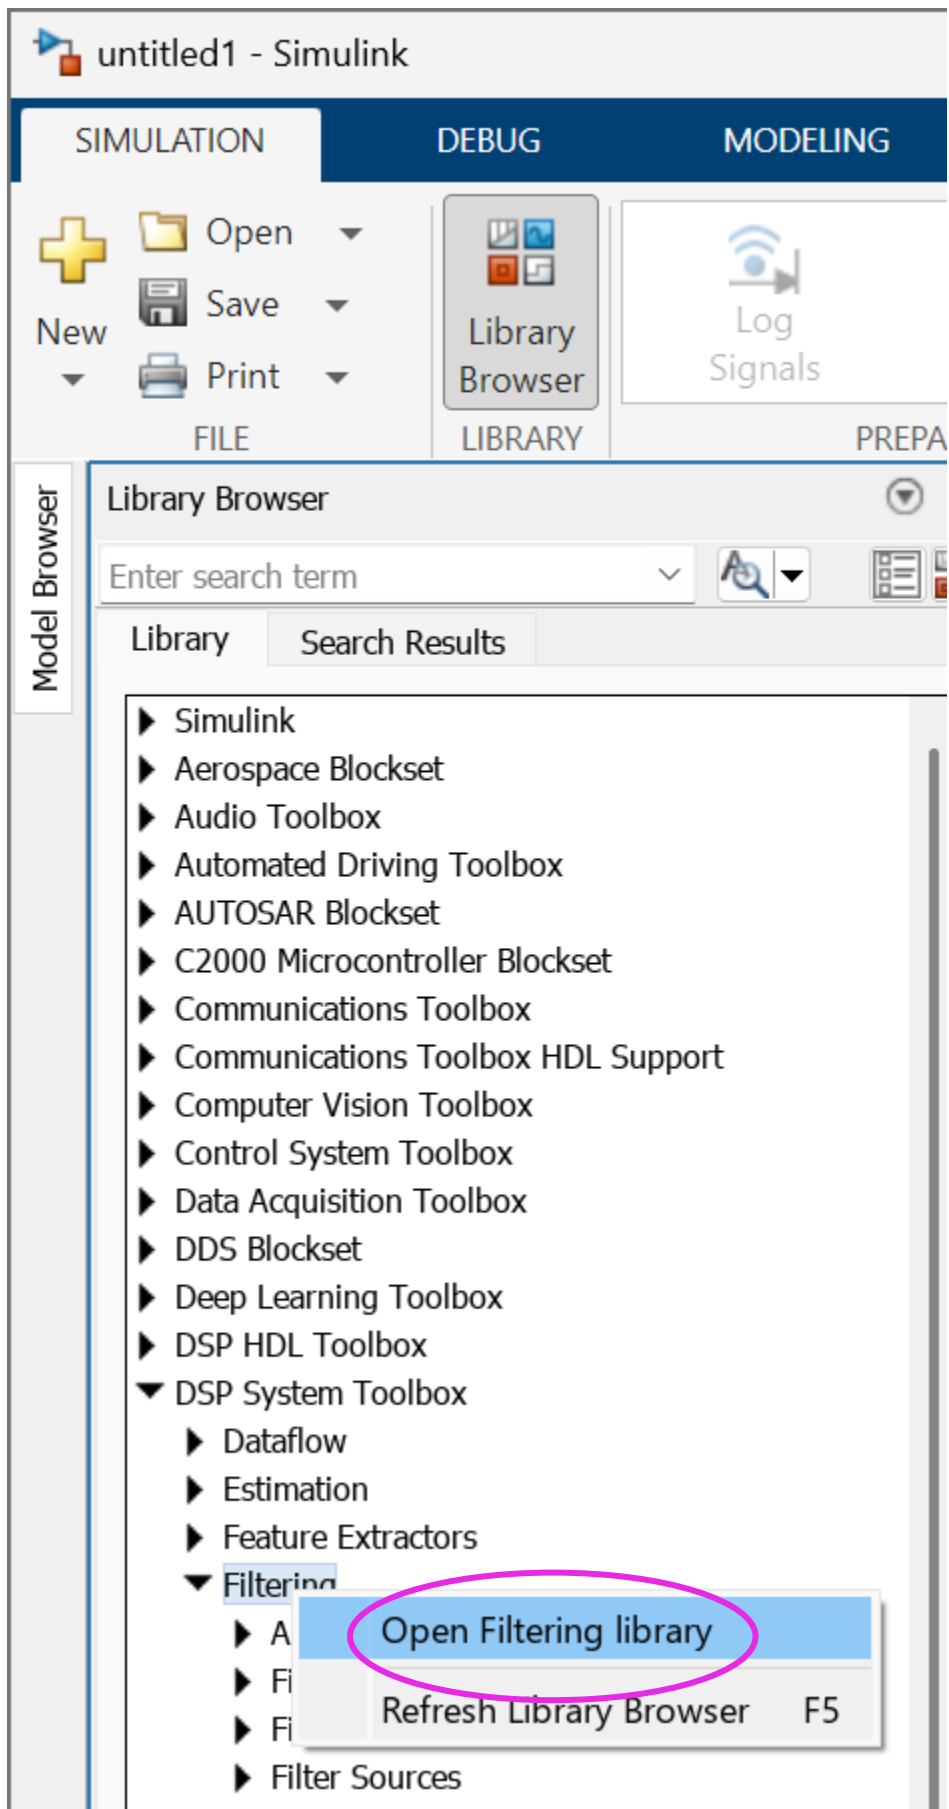 untitled1 - Simulink
SIMULATION DEBUG MODELING
New
Open
Save
Print
Library
Browser
Log
Signals
FILE LIBRARY PREPA
Model Browser
Library Browser
Enter search term
Library Search Results
Simulink
Aerospace Blockset
Audio Toolbox
Automated Driving Toolbox
AUTOSAR Blockset
C2000 Microcontroller Blockset
Communications Toolbox
Communications Toolbox HDL Support
Computer Vision Toolbox
Control System Toolbox
Data Acquisition Toolbox
DDS Blockset
Deep Learning Toolbox
DSP HDL Toolbox
DSP System Toolbox
Dataflow
Estimation
Feature Extractors
Filtering
A
Open Filtering library
Fi
Refresh Library Browser F5
Fi
Filter Sources